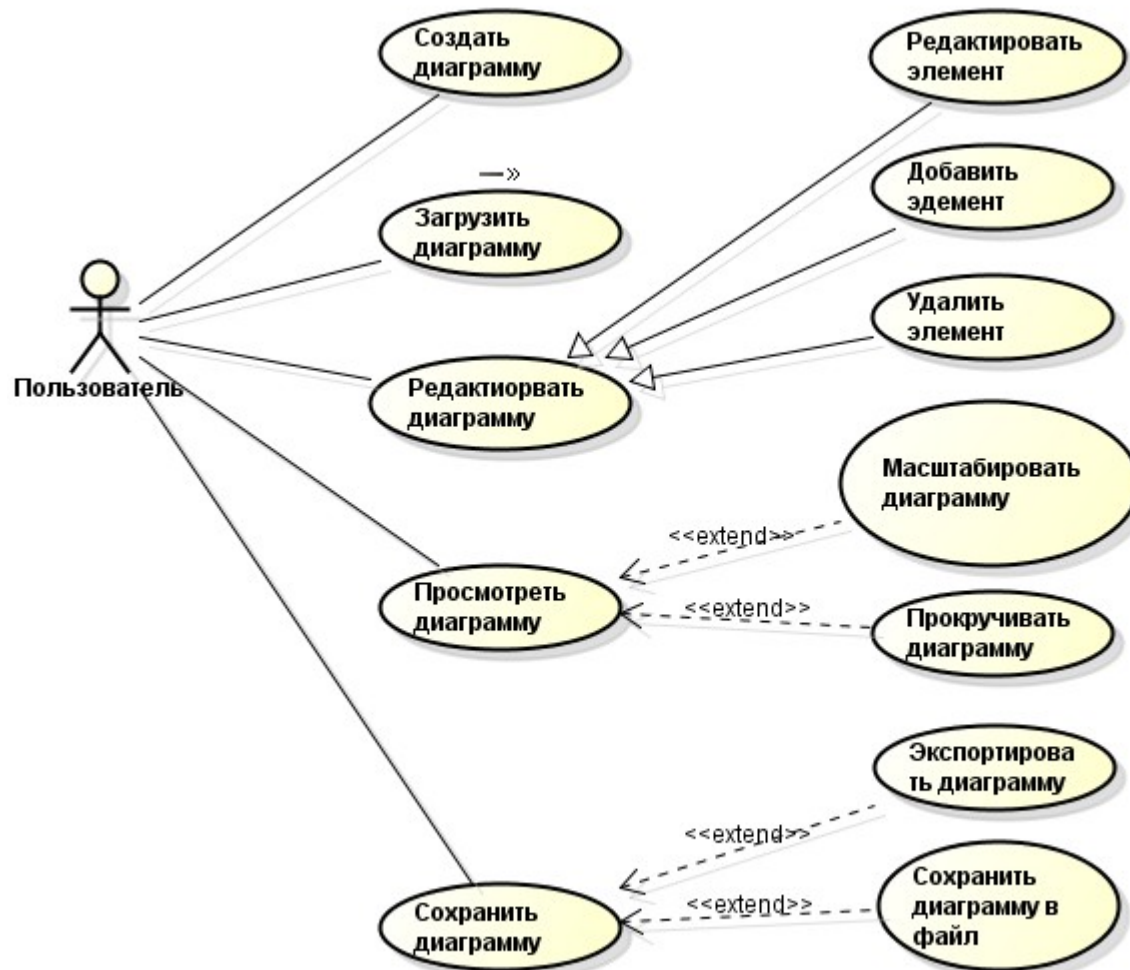 Создать
диаграмму
Редактировать
элемент
Добавить
эдемент
—»
Загрузить
диаграмму
Удалить
элемент
Пользователь
Редактиорвать
диаграмму
Масштабировать
диаграмму
<<extend>>
Просмотреть
диаграмму
<<extend>>
Прокручивать
диаграмму
Экспортирова
ть диаграмму
<<extend>>
Сохранить
диаграмму
<<extend>>
Сохранить
диаграмму в
файл